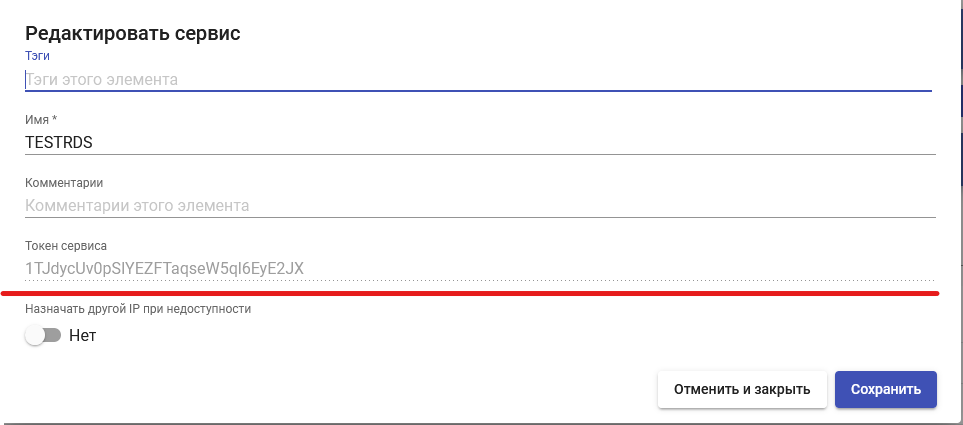 Редактировать сервис
Тэги
Тэги этого элемента
Имя *
TESTRDS
Комментарии
Комментарии этого элемента
Токен сервиса
1TJdycUv0pSIYEZFTaqseW5ql6EyE2JX
Назначать другой IP при недоступности
Нет
Отменить и закрыть
Сохранить